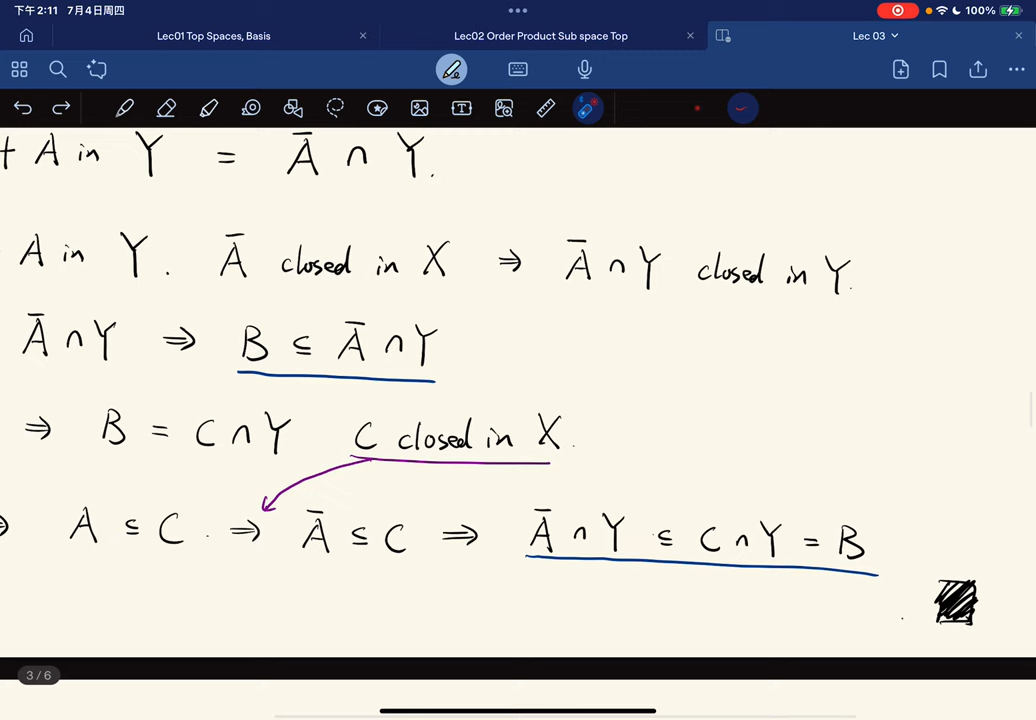 下午2:11 7月4日周四
100%
Lec01 Top Spaces, Basis
Lec02 Order Product Sub space Top
Lec 03
A in Y = Ā ∩ Y.
A in Y. Ā closed in X ⇒ Ā ∩ Y closed in Y.
Ā ∩ Y ⇒ B ⊆ Ā ∩ Y
⇒ B = C ∩ Y C closed in X.
A ⊆ C. ⇒ Ā ⊆ C ⇒ Ā ∩ Y ⊆ C ∩ Y = B
3 / 6